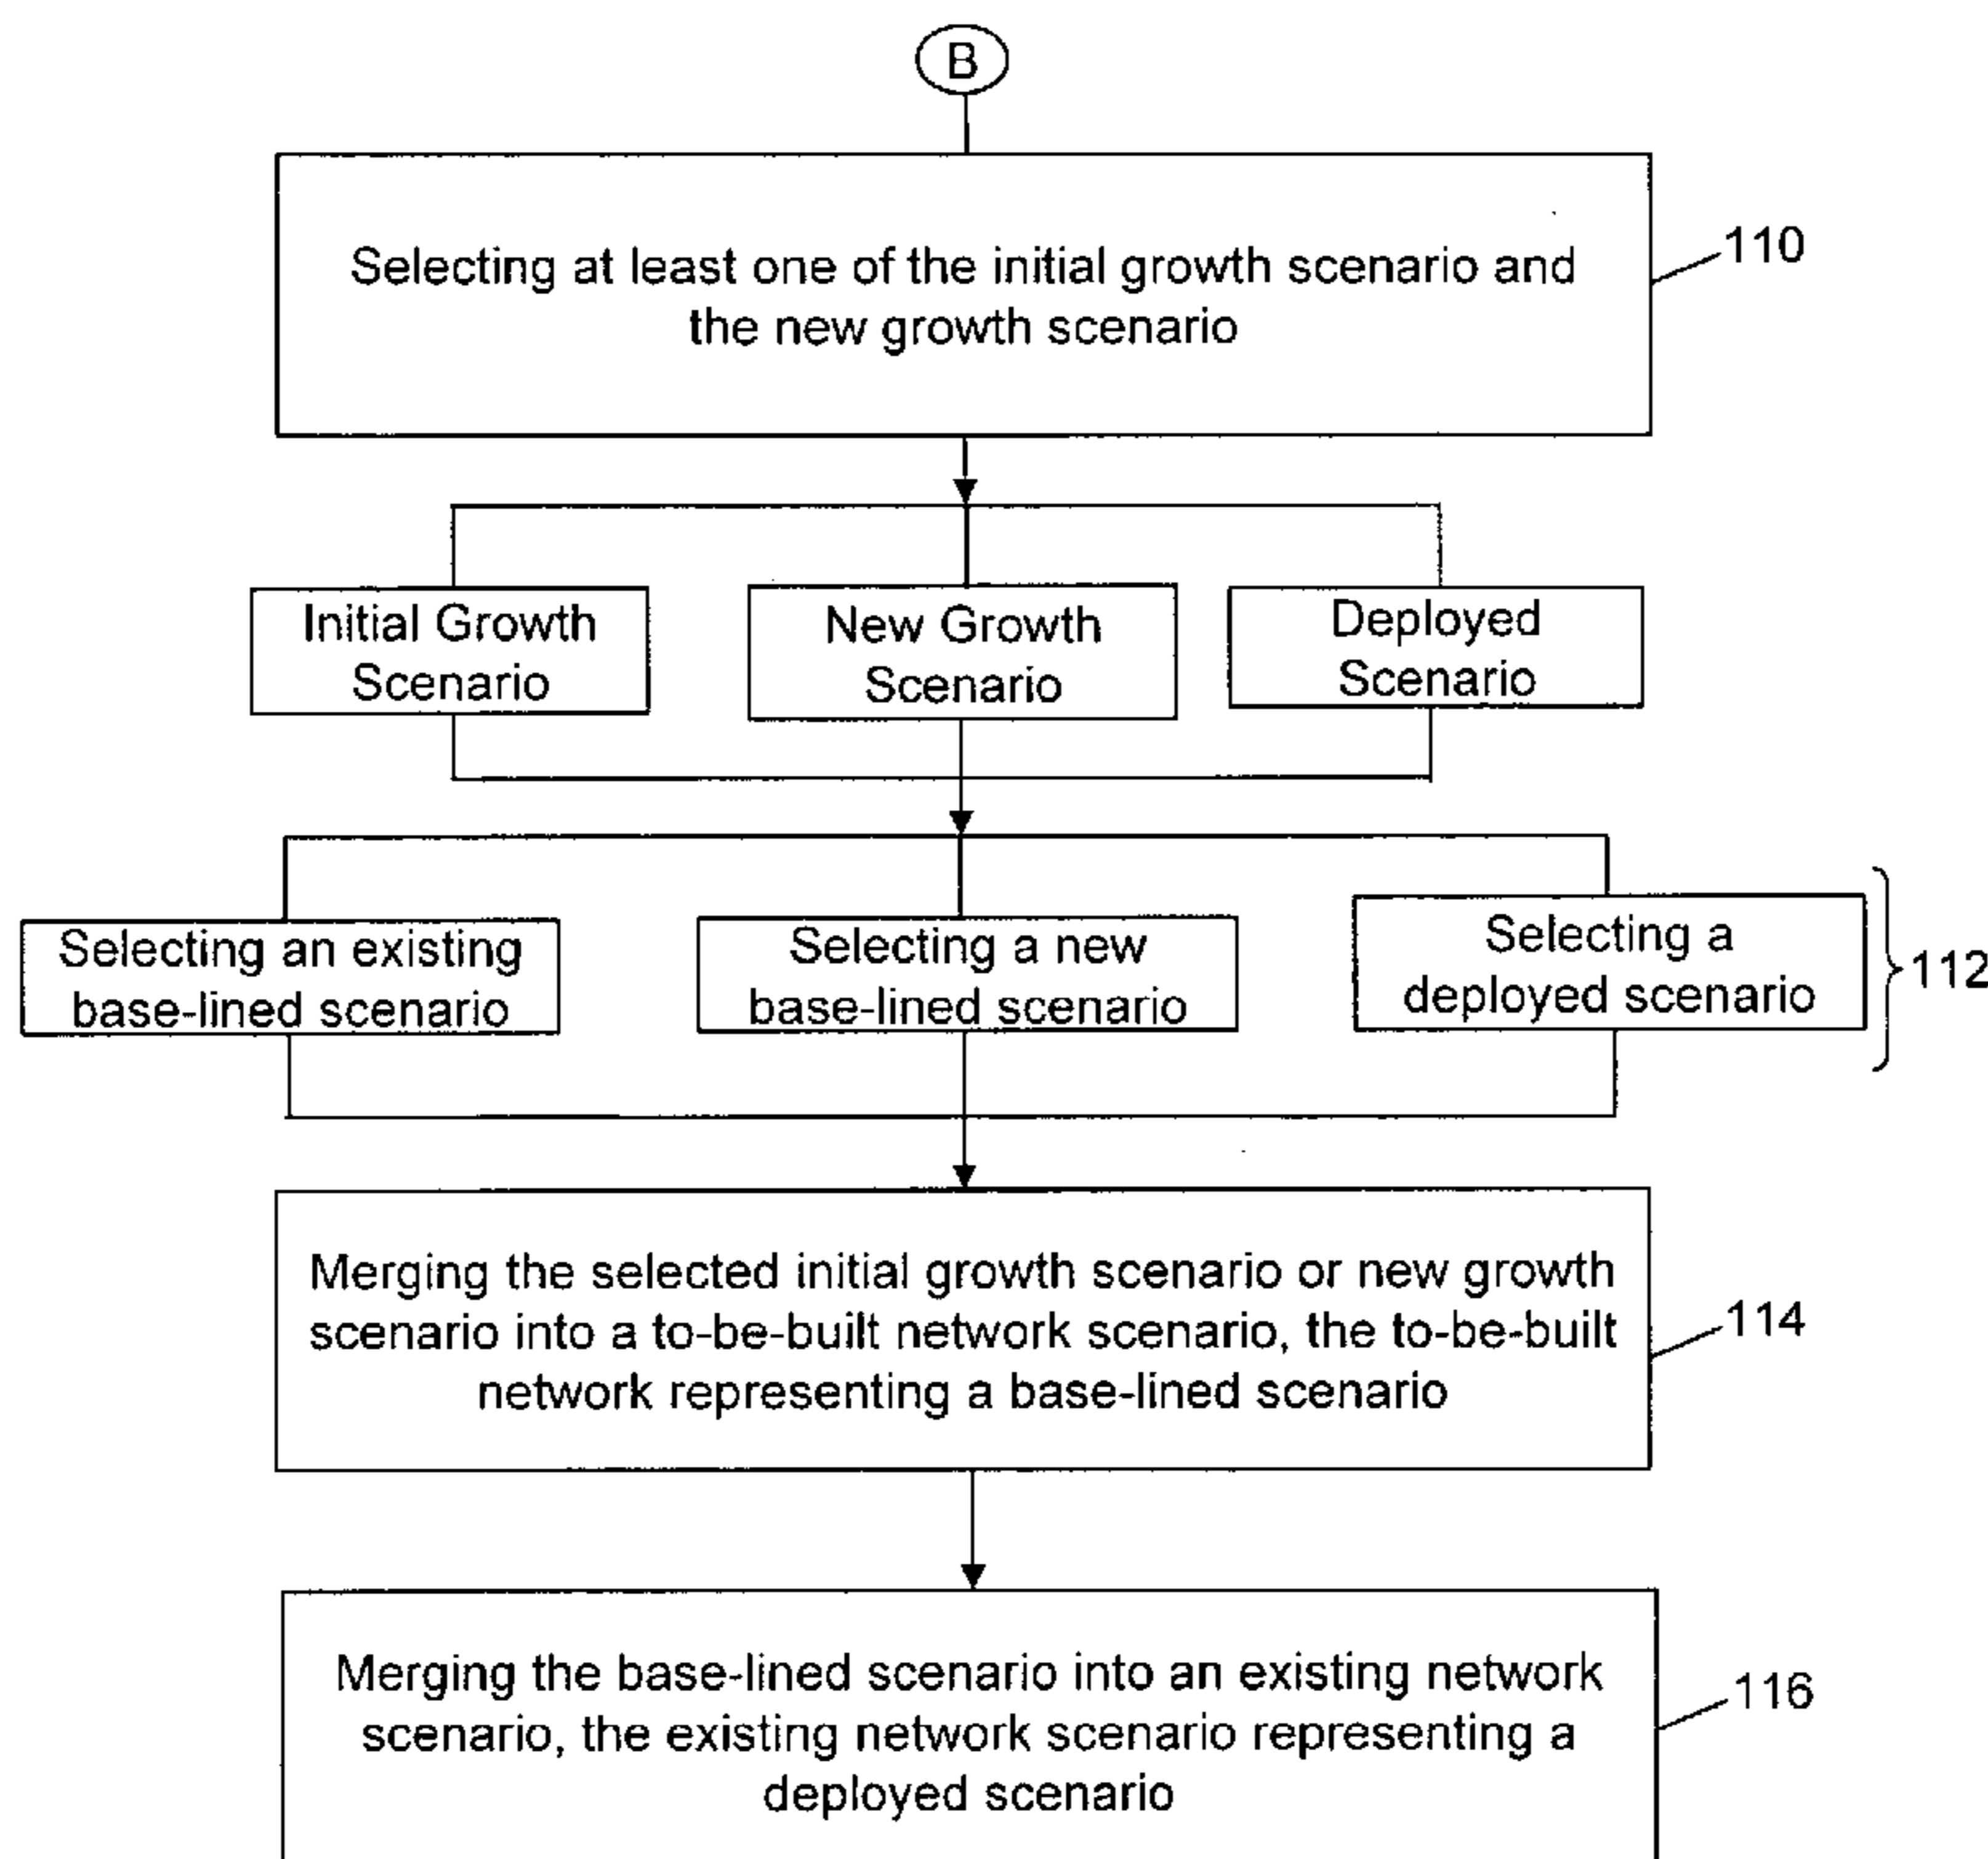 B
Selecting at least one of the initial growth scenario and
the new growth scenario
110
Initial Growth
Scenario
New Growth
Scenario
Deployed
Scenario
Selecting an existing
base-lined scenario
Selecting a new
base-lined scenario
Selecting a
deployed scenario
112
Merging the selected initial growth scenario or new growth
scenario into a to-be-built network scenario, the to-be-built
network representing a base-lined scenario
114
Merging the base-lined scenario into an existing network
scenario, the existing network scenario representing a
deployed scenario
116